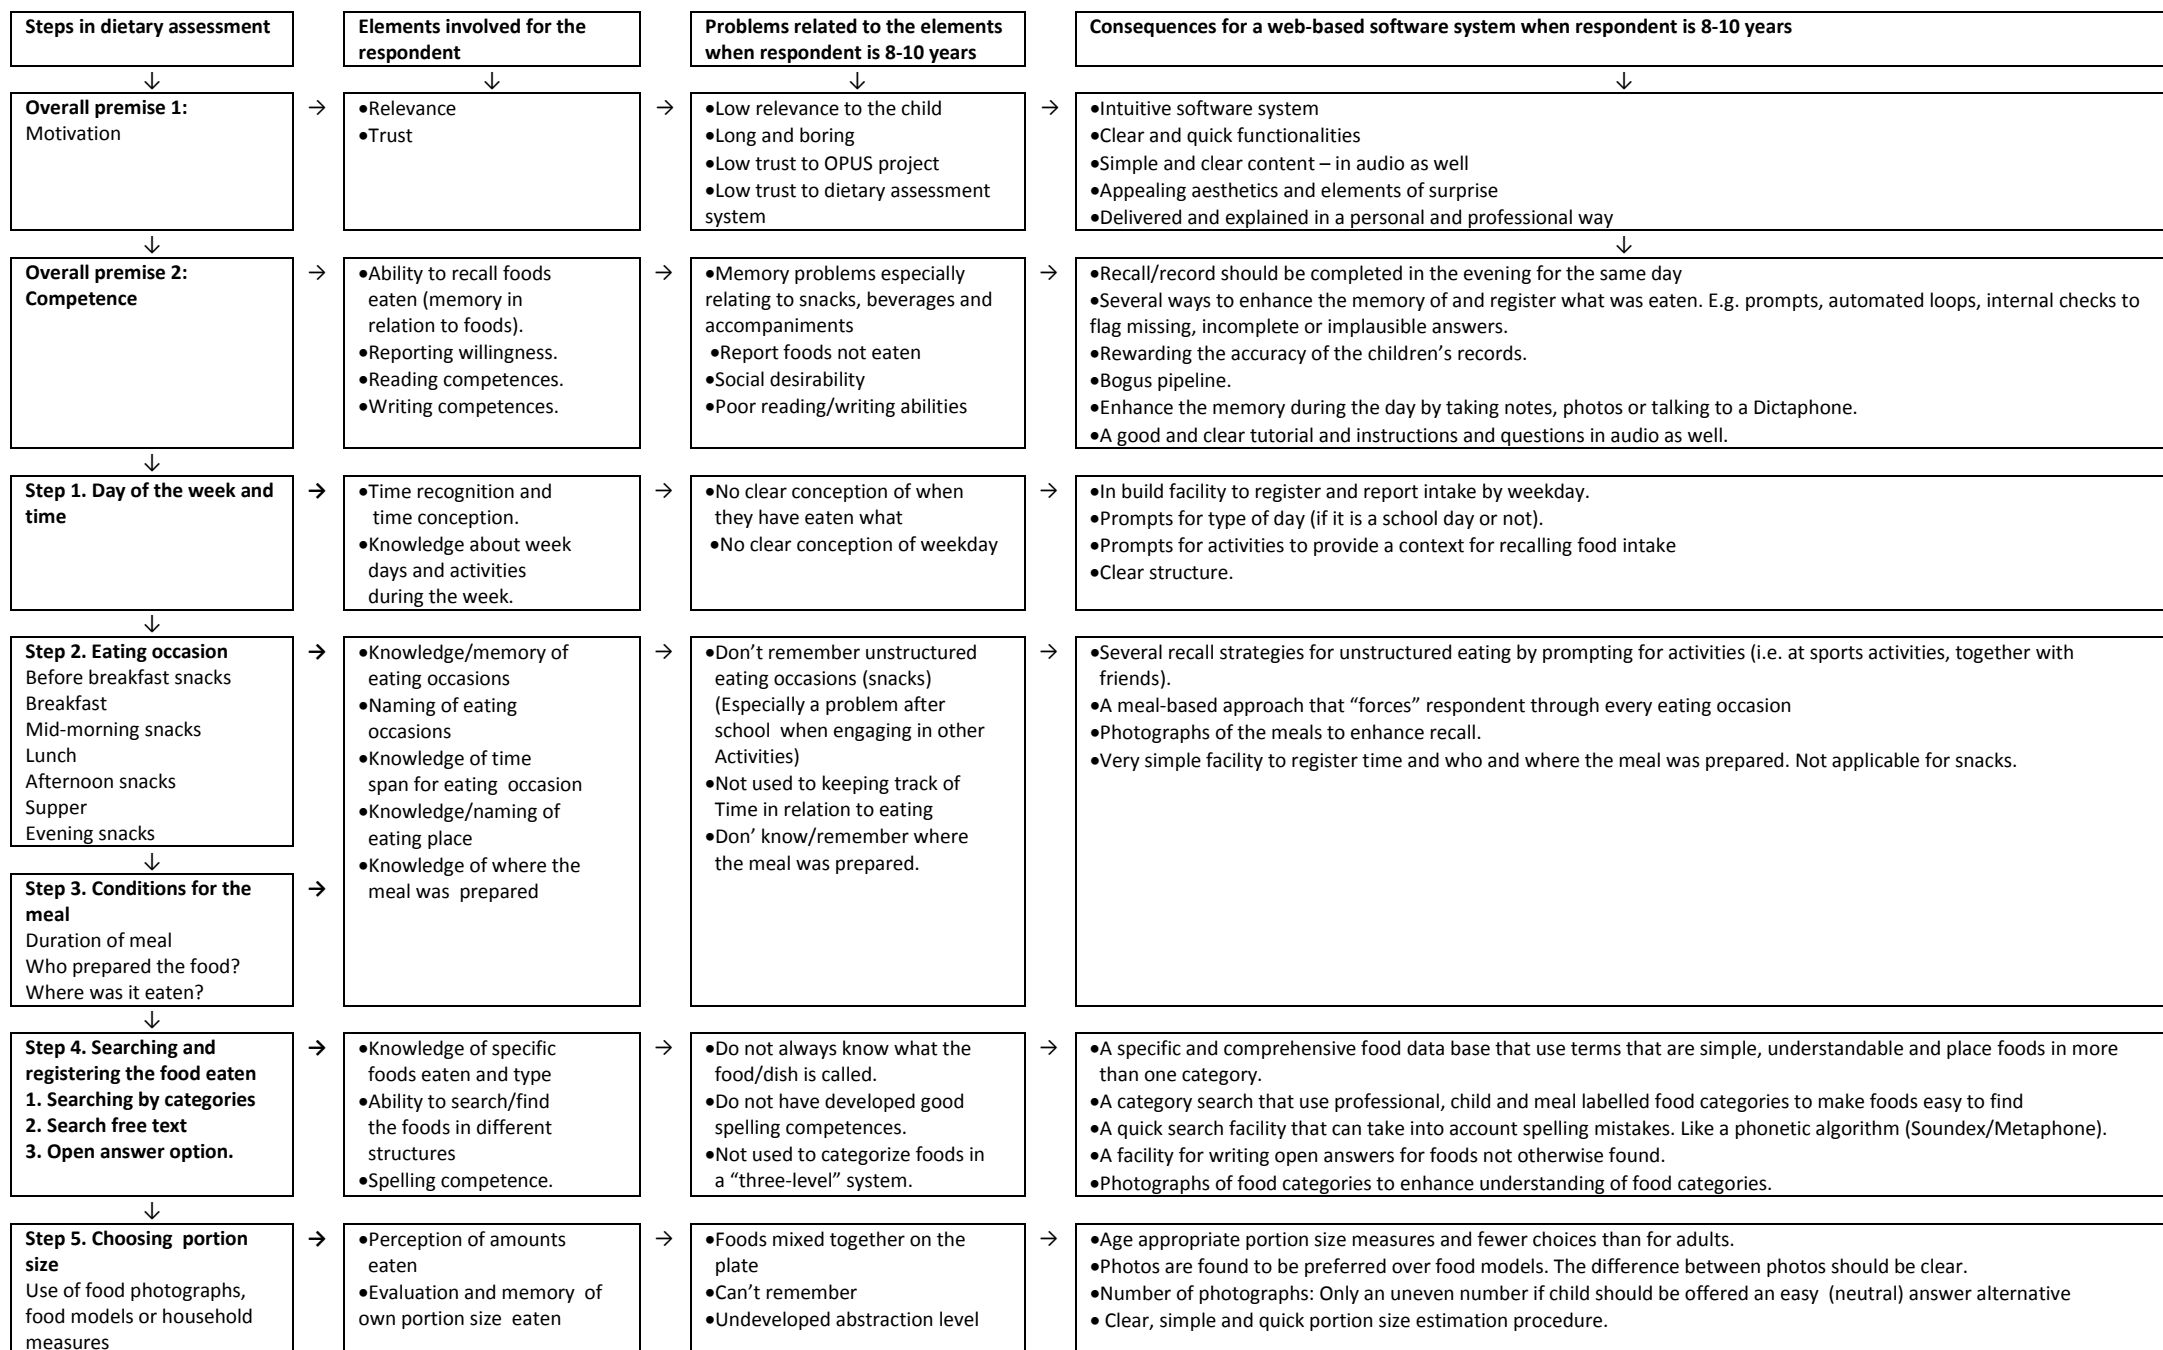 Steps in dietary assessment
Elements involved for the
respondent
Problems related to the elements
when respondent is 8-10 years
Consequences for a web-based software system when respondent is 8-10 years
↓ ↓ ↓ ↓
Overall premise 1:
Motivation
→
•Relevance
•Trust
→
•Low relevance to the child
•Long and boring
•Low trust to OPUS project
•Low trust to dietary assessment
system
→
•Intuitive software system
•Clear and quick functionalities
•Simple and clear content – in audio as well
•Appealing aesthetics and elements of surprise
•Delivered and explained in a personal and professional way
↓ ↓
Overall premise 2:
Competence
→
•Ability to recall foods
eaten (memory in
relation to foods).
•Reporting willingness.
•Reading competences.
•Writing competences.
→
•Memory problems especially
relating to snacks, beverages and
accompaniments
•Report foods not eaten
•Social desirability
•Poor reading/writing abilities
→
•Recall/record should be completed in the evening for the same day
•Several ways to enhance the memory of and register what was eaten. E.g. prompts, automated loops, internal checks to
flag missing, incomplete or implausible answers.
•Rewarding the accuracy of the children’s records.
•Bogus pipeline.
•Enhance the memory during the day by taking notes, photos or talking to a Dictaphone.
•A good and clear tutorial and instructions and questions in audio as well.
↓
Step 1. Day of the week and
time
→
•Time recognition and
time conception.
•Knowledge about week
days and activities
during the week.
→
•No clear conception of when
they have eaten what
•No clear conception of weekday
→
•In build facility to register and report intake by weekday.
•Prompts for type of day (if it is a school day or not).
•Prompts for activities to provide a context for recalling food intake
•Clear structure.
↓
Step 2. Eating occasion
Before breakfast snacks
Breakfast
Mid-morning snacks
Lunch
Afternoon snacks
Supper
Evening snacks
→
↓
Step 3. Conditions for the
meal
Duration of meal
Who prepared the food?
Where was it eaten?
→
•Knowledge/memory of
eating occasions
•Naming of eating
occasions
•Knowledge of time
span for eating occasion
•Knowledge/naming of
eating place
•Knowledge of where the
meal was prepared
→
•Don’t remember unstructured
eating occasions (snacks)
(Especially a problem after
school when engaging in other
Activities)
•Not used to keeping track of
Time in relation to eating
•Don’ know/remember where
the meal was prepared.
→
•Several recall strategies for unstructured eating by prompting for activities (i.e. at sports activities, together with
friends).
•A meal-based approach that “forces” respondent through every eating occasion
•Photographs of the meals to enhance recall.
•Very simple facility to register time and who and where the meal was prepared. Not applicable for snacks.
↓
Step 4. Searching and
registering the food eaten
1. Searching by categories
2. Search free text
3. Open answer option.
→
•Knowledge of specific
foods eaten and type
•Ability to search/find
the foods in different
structures
•Spelling competence.
→
•Do not always know what the
food/dish is called.
•Do not have developed good
spelling competences.
•Not used to categorize foods in
a “three-level” system.
→
•A specific and comprehensive food data base that use terms that are simple, understandable and place foods in more
than one category.
•A category search that use professional, child and meal labelled food categories to make foods easy to find
•A quick search facility that can take into account spelling mistakes. Like a phonetic algorithm (Soundex/Metaphone).
•A facility for writing open answers for foods not otherwise found.
•Photographs of food categories to enhance understanding of food categories.
↓
Step 5. Choosing portion
size
Use of food photographs,
food models or household
measures
→
•Perception of amounts
eaten
•Evaluation and memory of
own portion size eaten
→
•Foods mixed together on the
plate
•Can’t remember
•Undeveloped abstraction level
→
•Age appropriate portion size measures and fewer choices than for adults.
•Photos are found to be preferred over food models. The difference between photos should be clear.
•Number of photographs: Only an uneven number if child should be offered an easy (neutral) answer alternative
• Clear, simple and quick portion size estimation procedure.